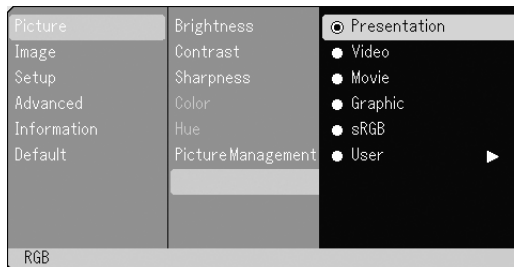 Picture
Image
Setup
Advanced
Information
Default
Brightness
Contrast
Sharpness
Color
Hue
Picture Management
Presentation
Video
Movie
Graphic
sRGB
User
RGB